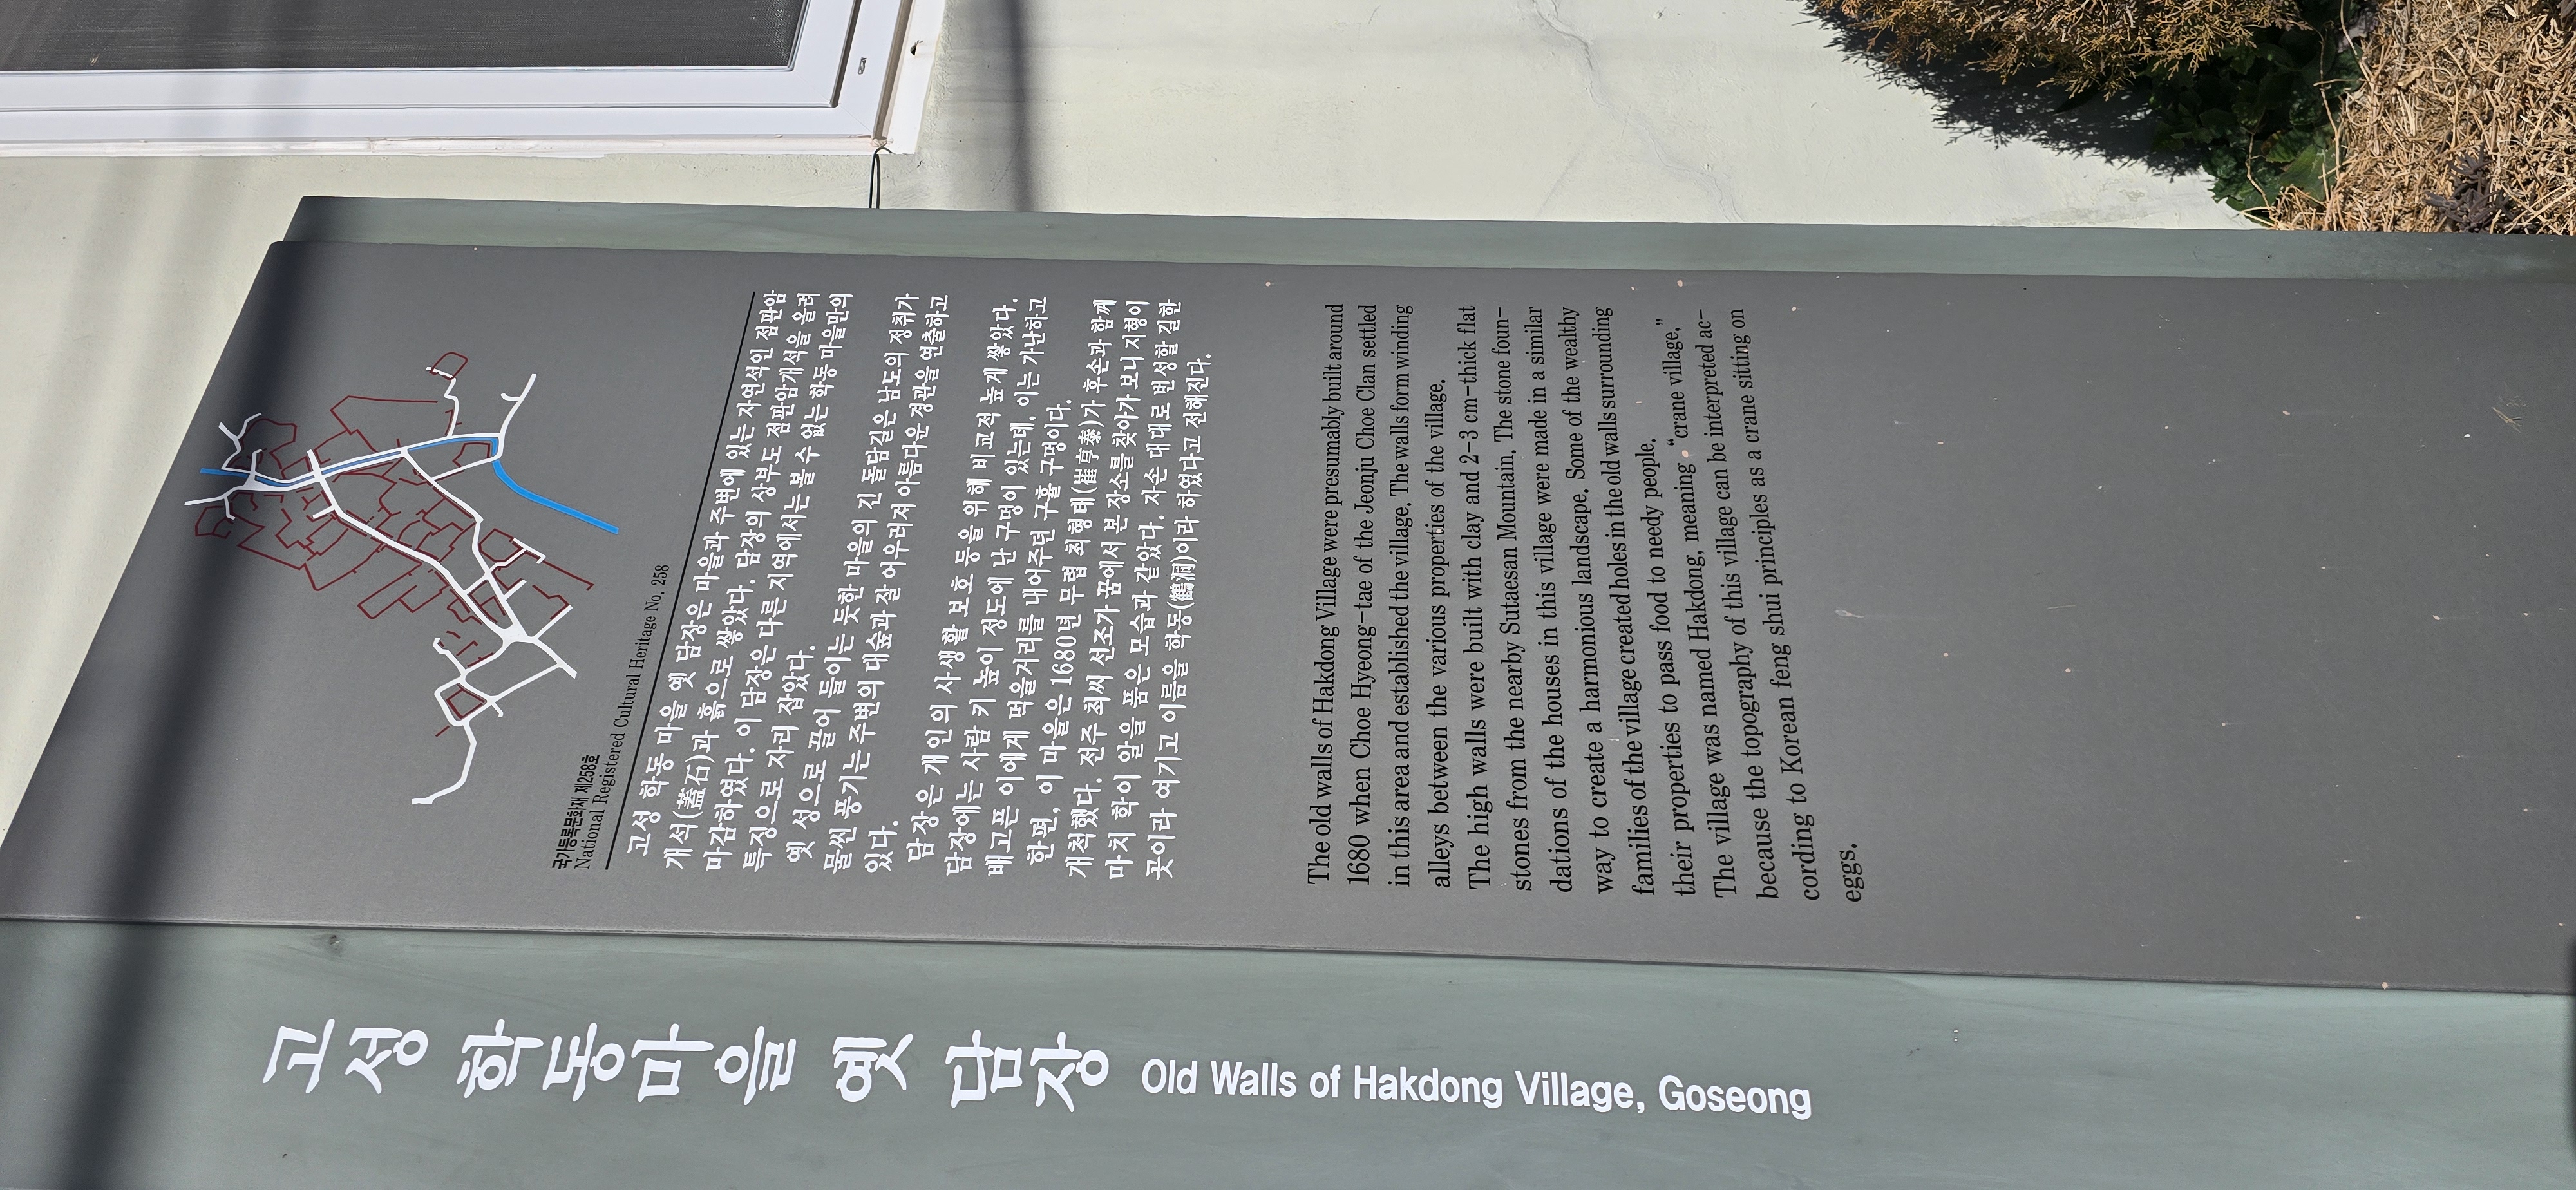 고성 학동마을 옛 담장 Old Walls of Hakdong Village, Goseong
국가등록문화재 제258호
National Registered Cultural Heritage No. 258
고성 학동 마을 옛 담장은 마을과 주변에 있는 자연석인 점판암
개석(蓋石)과 흙으로 쌓았다. 담장의 상부도 점판암개석을 올려
마감하였다. 이 담장은 다른 지역에서는 볼 수 없는 학동마을만의
특징으로 자리 잡았다.
옛 성으로 끌어 들이는 듯한 마을의 긴 돌담길은 남도의 정취가
물씬 풍기는 주변의 대숲과 잘 어우러져 아름다운 경관을 연출하고
있다.
담장은 개인의 사생활 보호 등을 위해 비교적 높게 쌓았다.
담장에는 사람 키 높이 정도에 난 구멍이 있는데, 이는 가난하고
배고픈 이에게 먹을거리를 내어주던 구휼 구멍이다.
한편, 이 마을은 1680년 무렵 최형태(崔亨泰)가 후손과 함께
개척했다. 전주 최씨 선조가 꿈에서 본 장소를 찾아가 보니 지형이
마치 학이 알을 품은 모습과 같았다. 자손 대대로 번성할 길한
곳이라 여기고 이름을 학동(鶴洞)이라 하였다고 전해진다.
The old walls of Hakdong Village were presumably built around
1680 when Choe Hyeong-tae of the Jeonju Choe Clan settled
in this area and established the village. The walls form winding
alleys between the various properties of the village.
The high walls were built with clay and 2-3 cm-thick flat
stones from the nearby Sutaesan Mountain. The stone foun-
dations of the houses in this village were made in a similar
way to create a harmonious landscape. Some of the wealthy
families of the village created holes in the old walls surrounding
their properties to pass food to needy people.
The village was named Hakdong, meaning “crane village,”
because the topography of this village can be interpreted ac-
cording to Korean feng shui principles as a crane sitting on
eggs.